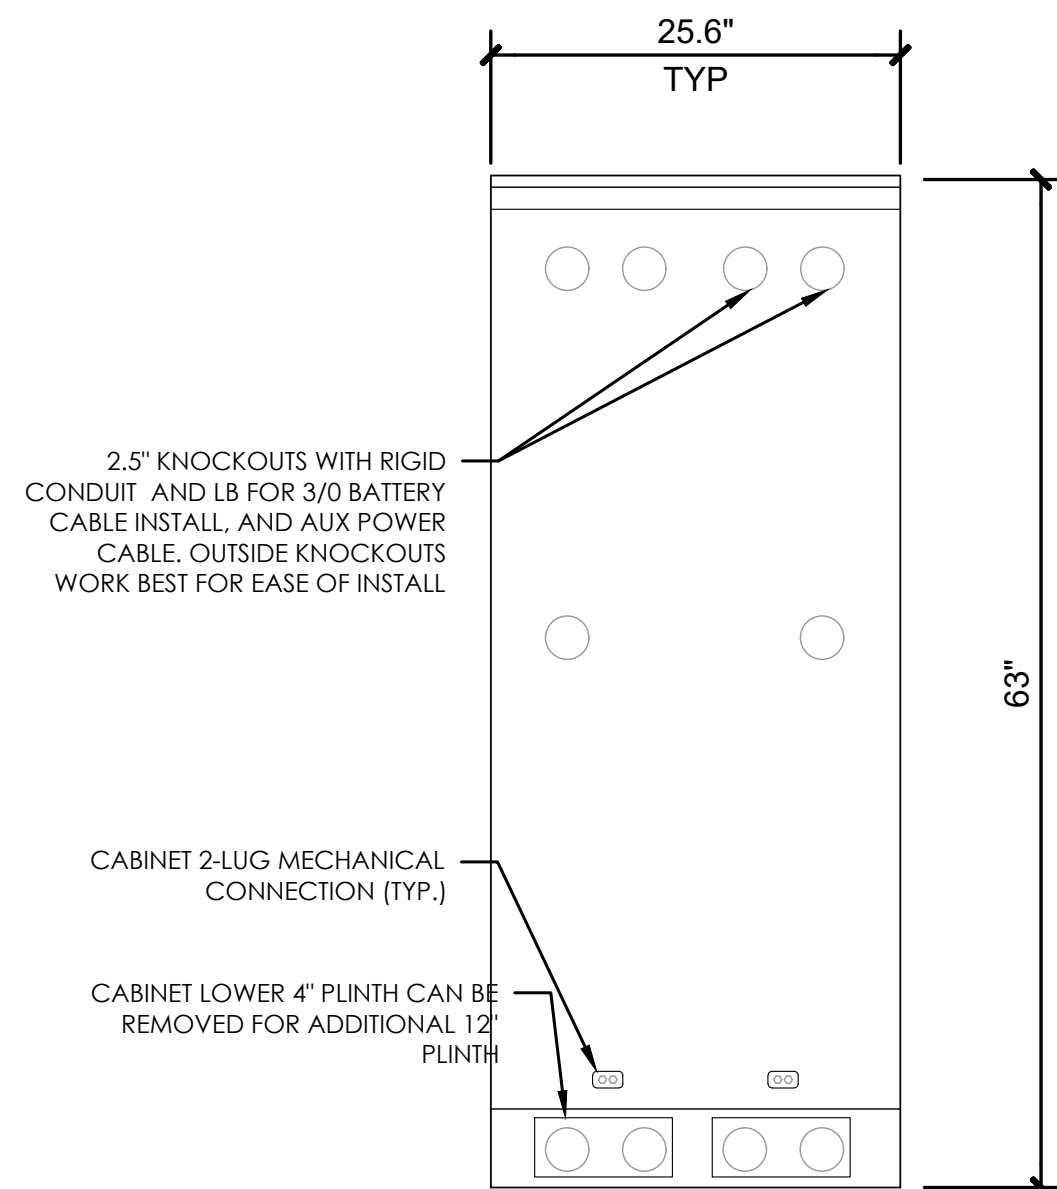 25.6"
TYP
2.5" KNOCKOUTS WITH RIGID
CONDUIT AND LB FOR 3/0 BATTERY
CABLE INSTALL, AND AUX POWER
CABLE. OUTSIDE KNOCKOUTS
WORK BEST FOR EASE OF INSTALL
63"
CABINET 2-LUG MECHANICAL
CONNECTION (TYP.)
CABINET LOWER 4" PLINTH CAN BE
REMOVED FOR ADDITIONAL 12"
PLINTH